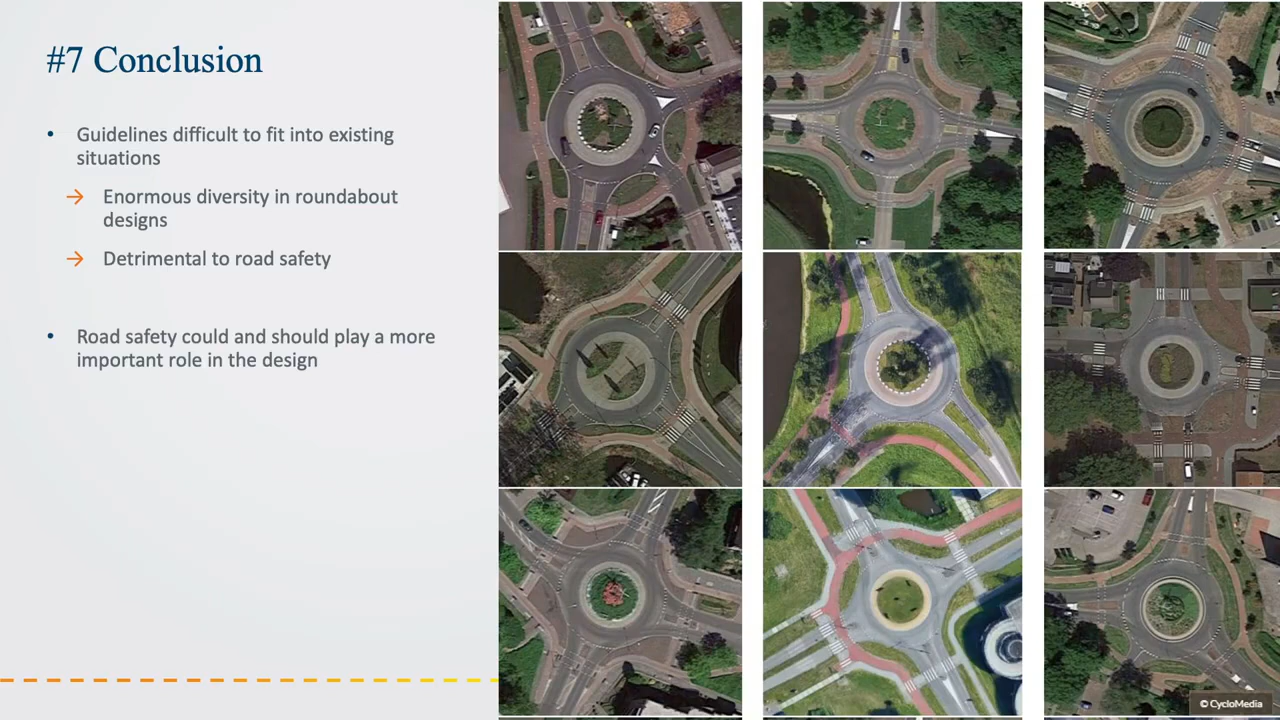 #7 Conclusion
• Guidelines difficult to fit into existing
situations
→ Enormous diversity in roundabout
designs
→ Detrimental to road safety
• Road safety could and should play a more
important role in the design
© CycloMedia